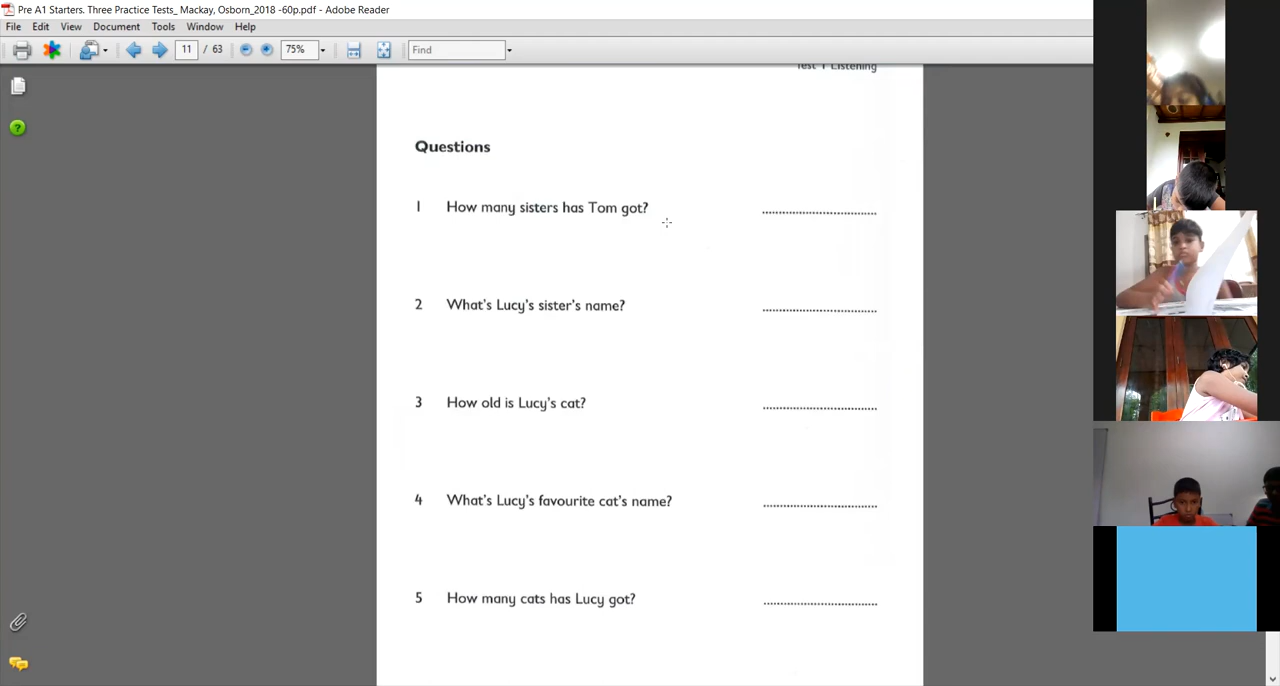 Pre A1 Starters. Three Practice Tests_ Mackay, Osborn_2018 -60p.pdf - Adobe Reader
File Edit View Document Tools Window Help
11 / 63 75% Find
Test 1 Listening
Questions
1 How many sisters has Tom got? ..............................
2 What's Lucy's sister's name? ..............................
3 How old is Lucy's cat? ..............................
4 What's Lucy's favourite cat's name? ..............................
5 How many cats has Lucy got? ..............................